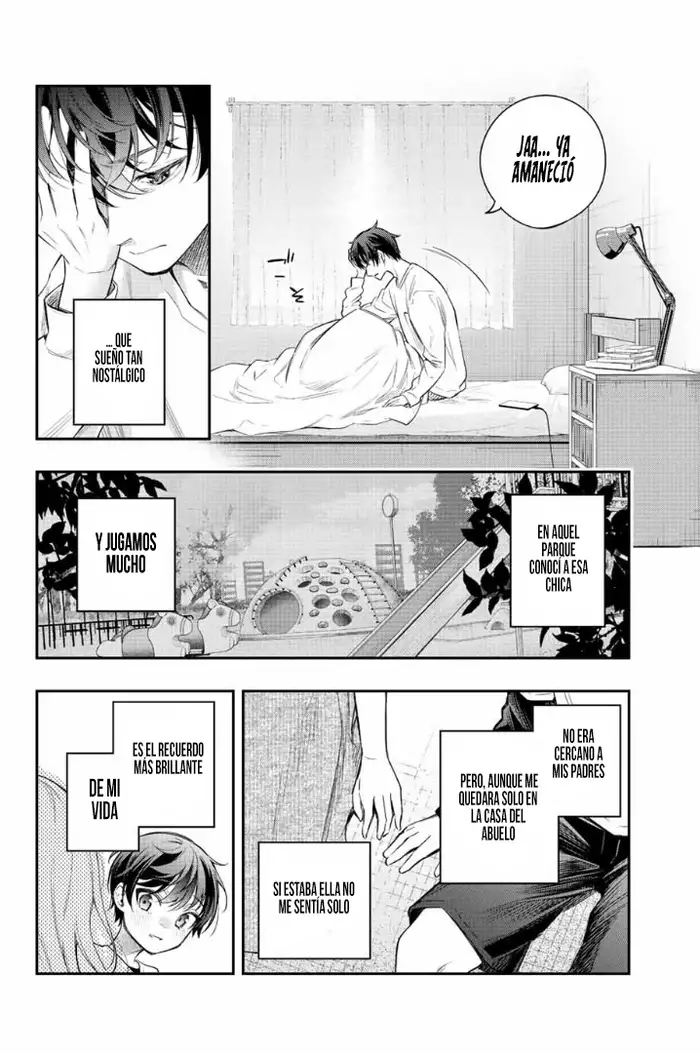 JAA... YA
AMANECIÓ
... QUE
SUEÑO TAN
NOSTÁLGICO
EN AQUEL
PARQUE
CONOCÍ A ESA
CHICA
Y JUGAMOS
MUCHO
NO ERA
CERCANO A
MIS PADRES
PERO, AUNQUE ME
QUEDARA SOLO EN
LA CASA DEL
ABUELO
SI ESTABA ELLA NO
ME SENTÍA SOLO
ES EL RECUERDO
MÁS BRILLANTE
DE MI
VIDA